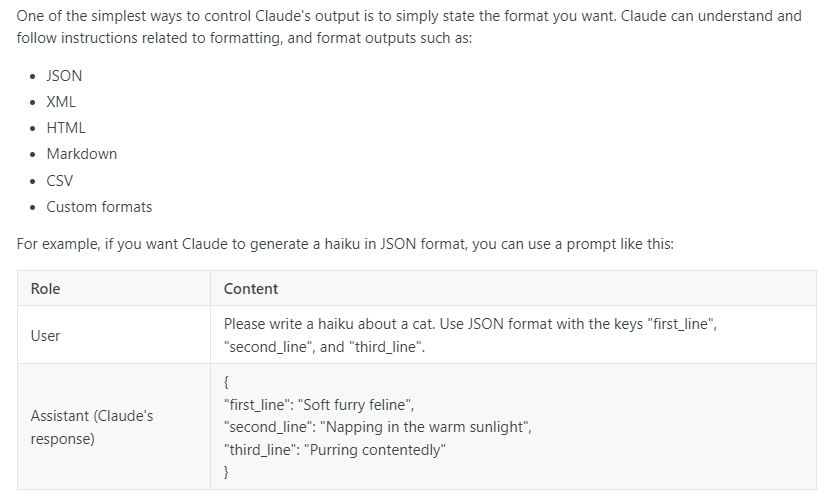 One of the simplest ways to control Claude's output is to simply state the format you want. Claude can understand and
follow instructions related to formatting, and format outputs such as:
• JSON
• XML
• HTML
• Markdown
• CSV
• Custom formats
For example, if you want Claude to generate a haiku in JSON format, you can use a prompt like this:
Role Content
User
Please write a haiku about a cat. Use JSON format with the keys "first_line",
"second_line", and "third_line".
Assistant (Claude's
response)
{
"first_line": "Soft furry feline",
"second_line": "Napping in the warm sunlight",
"third_line": "Purring contentedly"
}